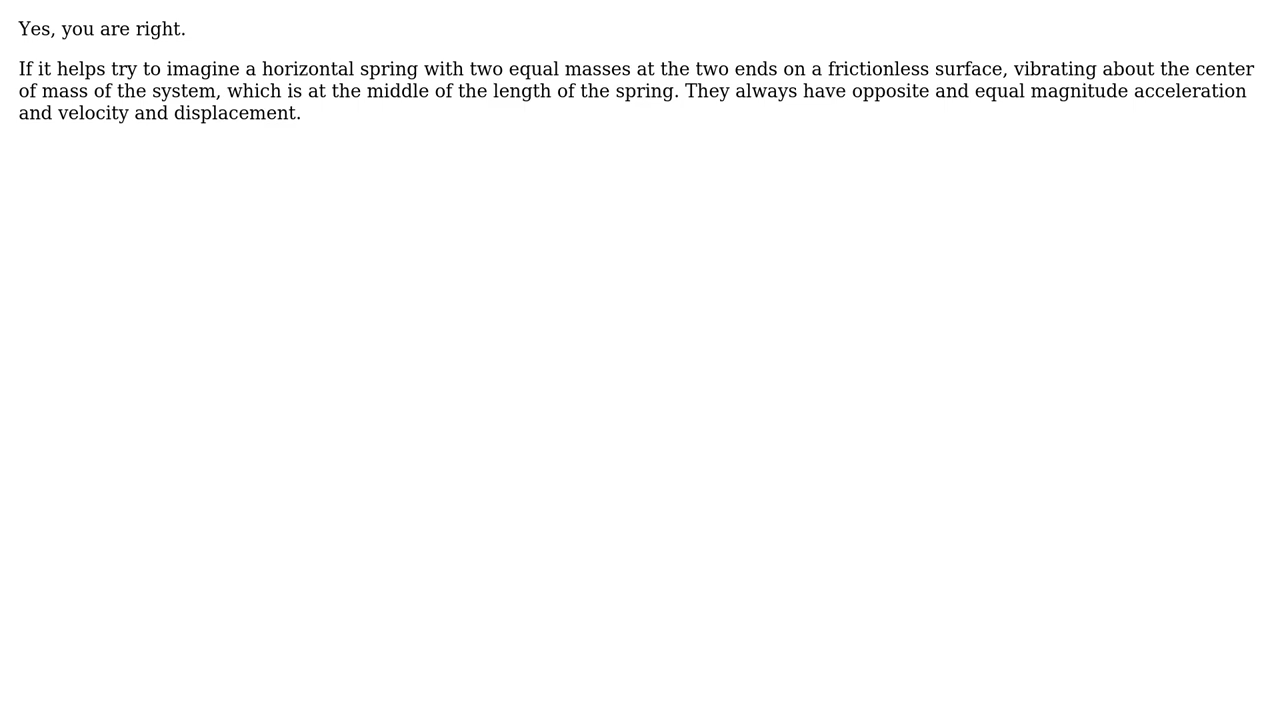 Yes, you are right.
If it helps try to imagine a horizontal spring with two equal masses at the two ends on a frictionless surface, vibrating about the center
of mass of the system, which is at the middle of the length of the spring. They always have opposite and equal magnitude acceleration
and velocity and displacement.